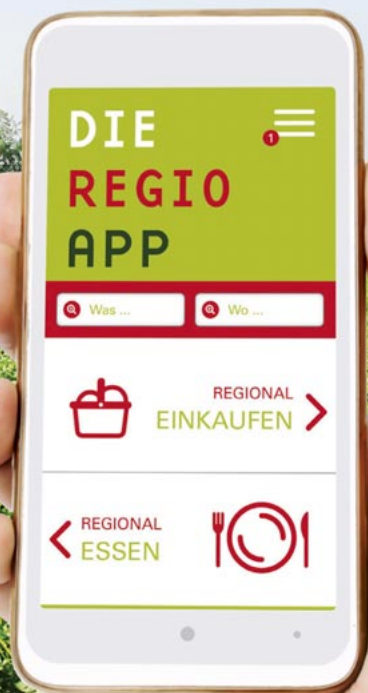 DIE
REGIO
APP
1
Was ...
Wo ...
REGIONAL
EINKAUFEN
REGIONAL
ESSEN